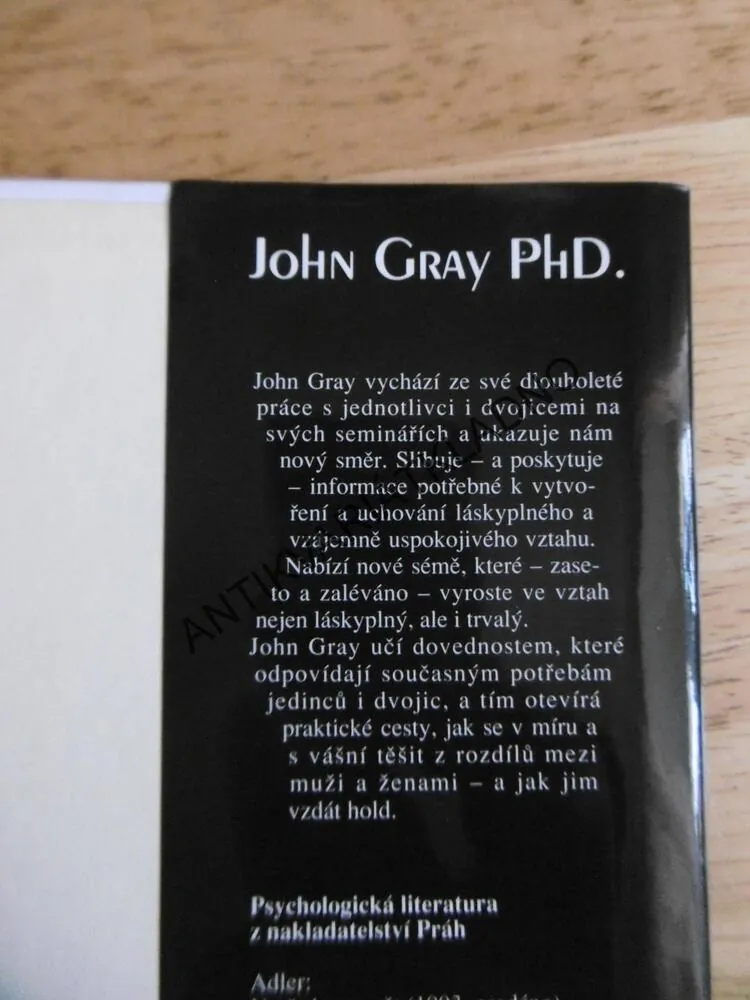 John Gray PhD.
John Gray vychází ze své dlouholeté
práce s jednotlivci i dvojicemi na
svých seminářích a ukazuje nám
nový směr. Slibuje – a poskytuje
– informace potřebné k vytvo-
ření a uchování láskyplného a
vzájemně uspokojivého vztahu.
Nabízí nové sémě, které – zase-
to a zaléváno – vyroste ve vztah
nejen láskyplný, ale i trvalý.
John Gray učí dovednostem, které
odpovídají současným potřebám
jedinců i dvojic, a tím otevírá
praktické cesty, jak se v míru a
s vášní těšit z rozdílů mezi
muži a ženami – a jak jim
vzdát hold.
Psychologická literatura
z nakladatelství Práh
Adler:
ANTIKVARIÁT KLADNO